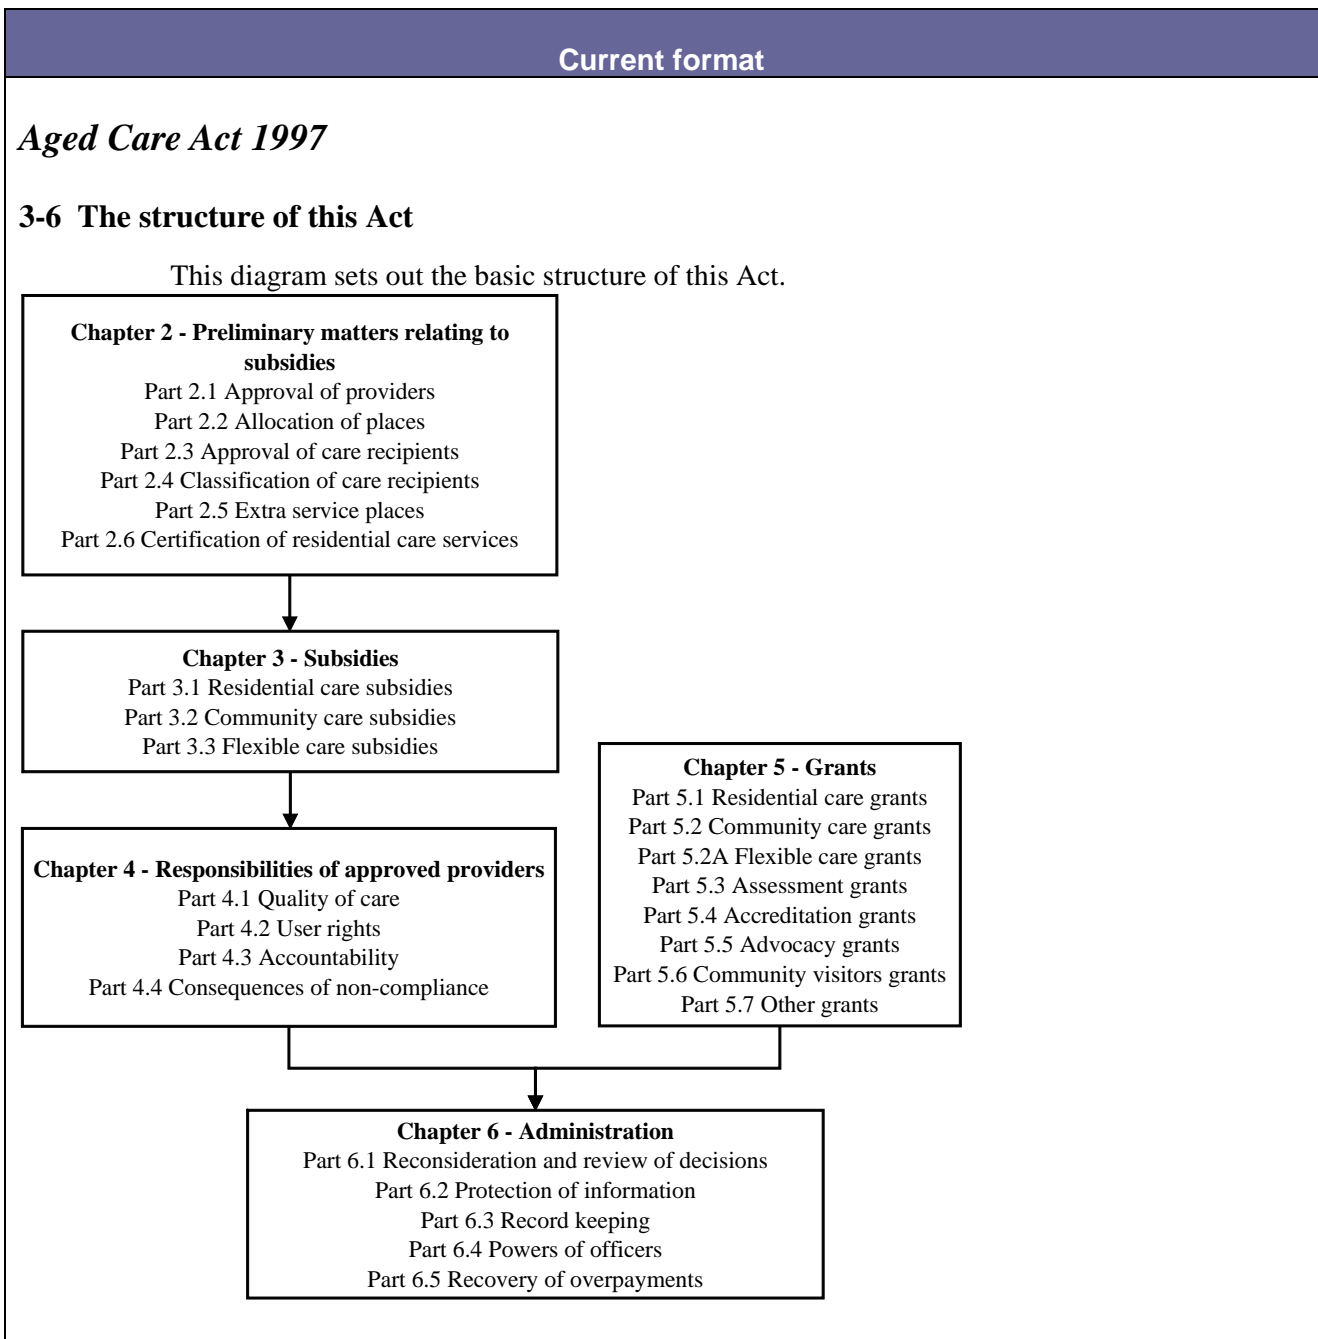 Current format
Aged Care Act 1997
3-6 The structure of this Act
This diagram sets out the basic structure of this Act.
Chapter 2 - Preliminary matters relating to
subsidies
Part 2.1 Approval of providers
Part 2.2 Allocation of places
Part 2.3 Approval of care recipients
Part 2.4 Classification of care recipients
Part 2.5 Extra service places
Part 2.6 Certification of residential care services
Chapter 3 - Subsidies
Part 3.1 Residential care subsidies
Part 3.2 Community care subsidies
Part 3.3 Flexible care subsidies
Chapter 4 - Responsibilities of approved providers
Part 4.1 Quality of care
Part 4.2 User rights
Part 4.3 Accountability
Part 4.4 Consequences of non-compliance
Chapter 5 - Grants
Part 5.1 Residential care grants
Part 5.2 Community care grants
Part 5.2A Flexible care grants
Part 5.3 Assessment grants
Part 5.4 Accreditation grants
Part 5.5 Advocacy grants
Part 5.6 Community visitors grants
Part 5.7 Other grants
Chapter 6 - Administration
Part 6.1 Reconsideration and review of decisions
Part 6.2 Protection of information
Part 6.3 Record keeping
Part 6.4 Powers of officers
Part 6.5 Recovery of overpayments